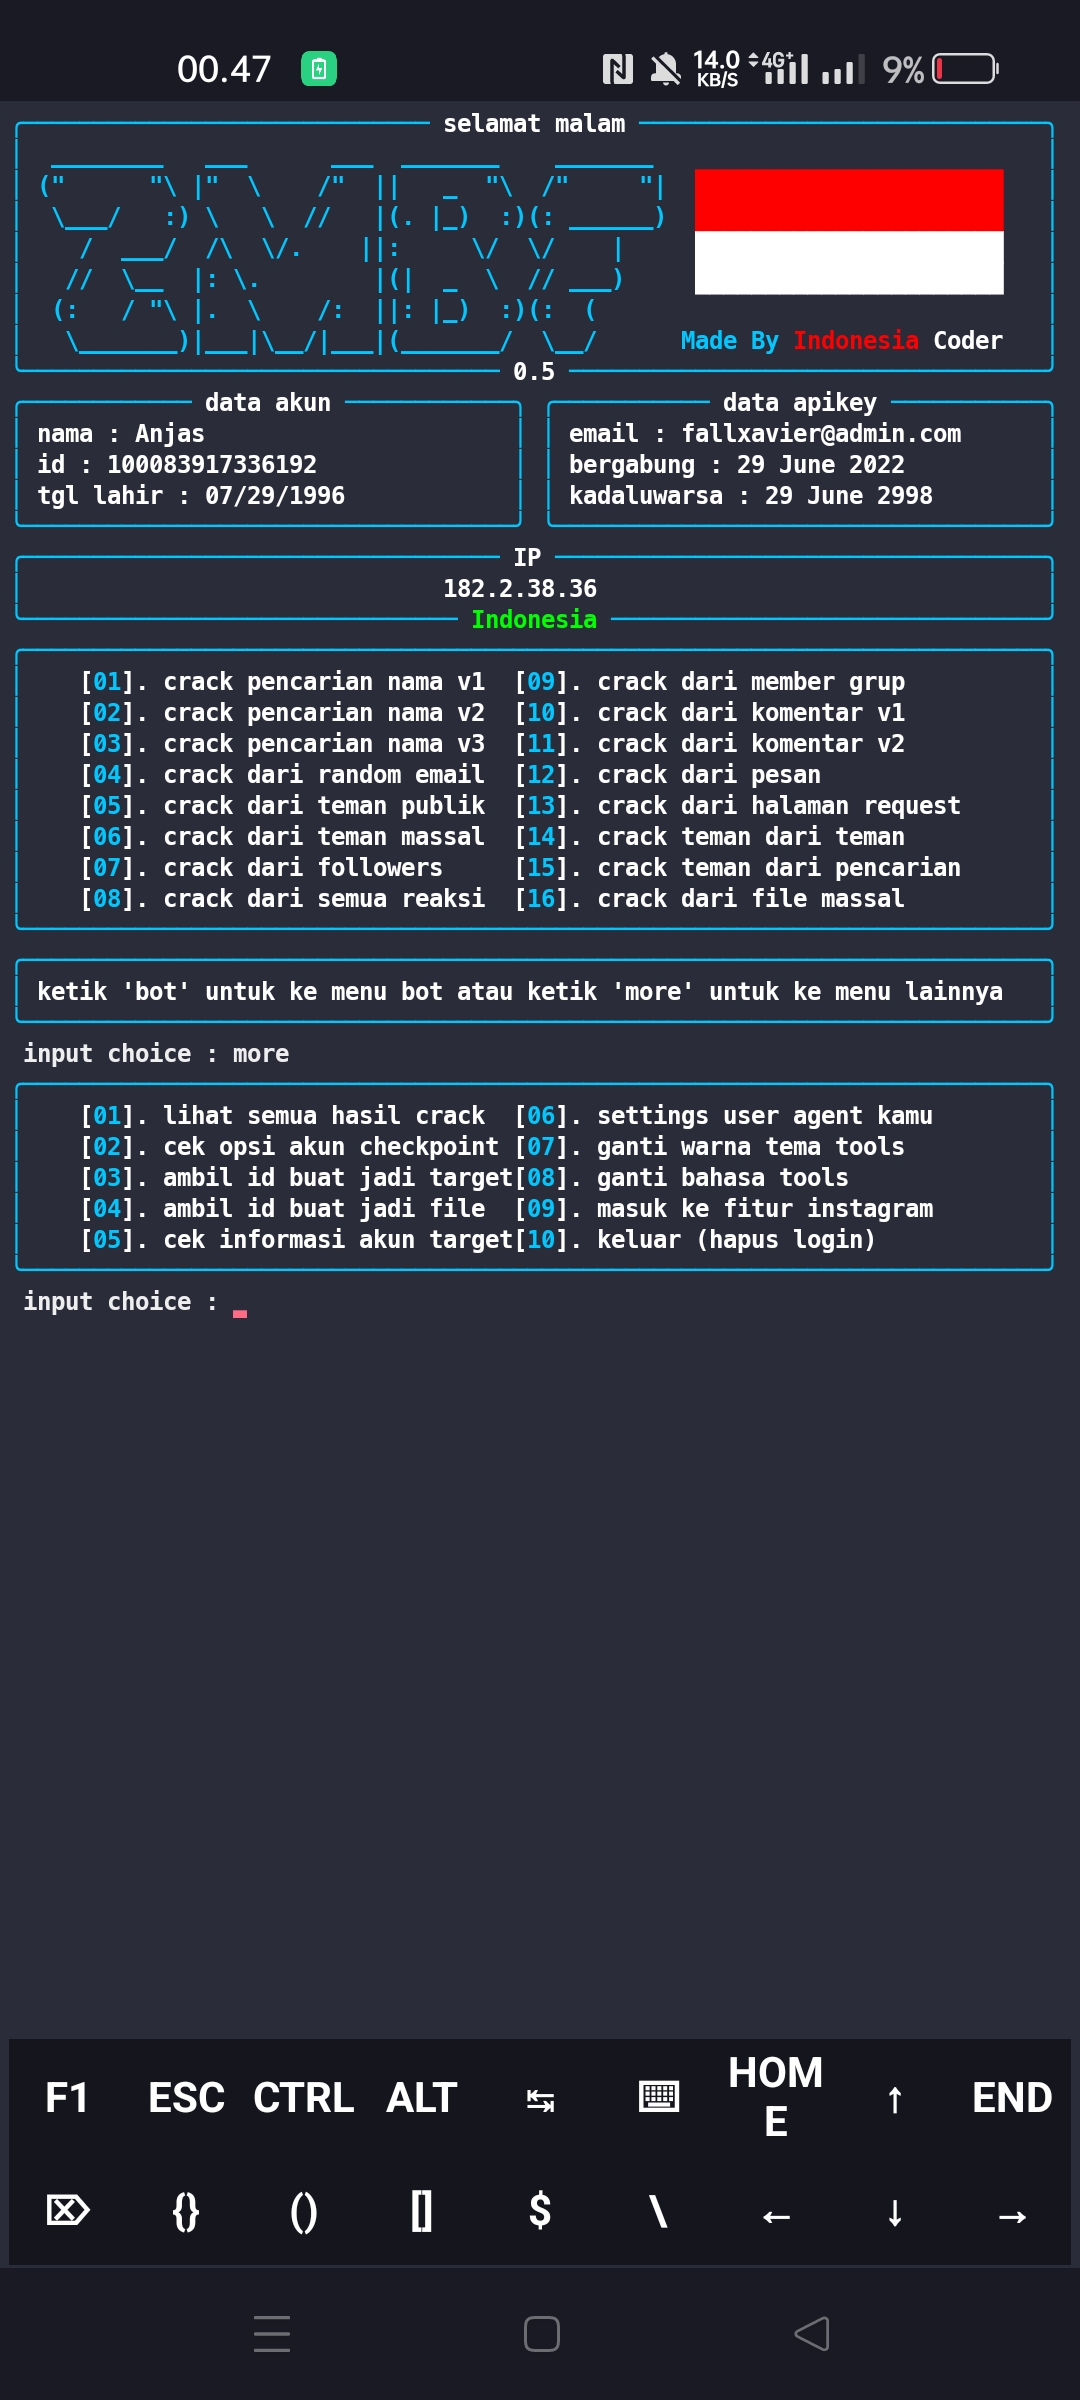 00.47 14.0 KB/S 4G+ 9%
selamat malam
Made By Indonesia Coder
0.5
data akun
nama : Anjas
id : 100083917336192
tgl lahir : 07/29/1996
data apikey
email : fallxavier@admin.com
bergabung : 29 June 2022
kadaluwarsa : 29 June 2998
IP
182.2.38.36
Indonesia
[01]. crack pencarian nama v1 [09]. crack dari member grup
[02]. crack pencarian nama v2 [10]. crack dari komentar v1
[03]. crack pencarian nama v3 [11]. crack dari komentar v2
[04]. crack dari random email [12]. crack dari pesan
[05]. crack dari teman publik [13]. crack dari halaman request
[06]. crack dari teman massal [14]. crack teman dari teman
[07]. crack dari followers [15]. crack teman dari pencarian
[08]. crack dari semua reaksi [16]. crack dari file massal
ketik 'bot' untuk ke menu bot atau ketik 'more' untuk ke menu lainnya
input choice : more
[01]. lihat semua hasil crack [06]. settings user agent kamu
[02]. cek opsi akun checkpoint [07]. ganti warna tema tools
[03]. ambil id buat jadi target[08]. ganti bahasa tools
[04]. ambil id buat jadi file [09]. masuk ke fitur instagram
[05]. cek informasi akun target[10]. keluar (hapus login)
input choice :
F1 ESC CTRL ALT ↹ HOME ↑ END
⌦ {} () [] $ \ ← ↓ →